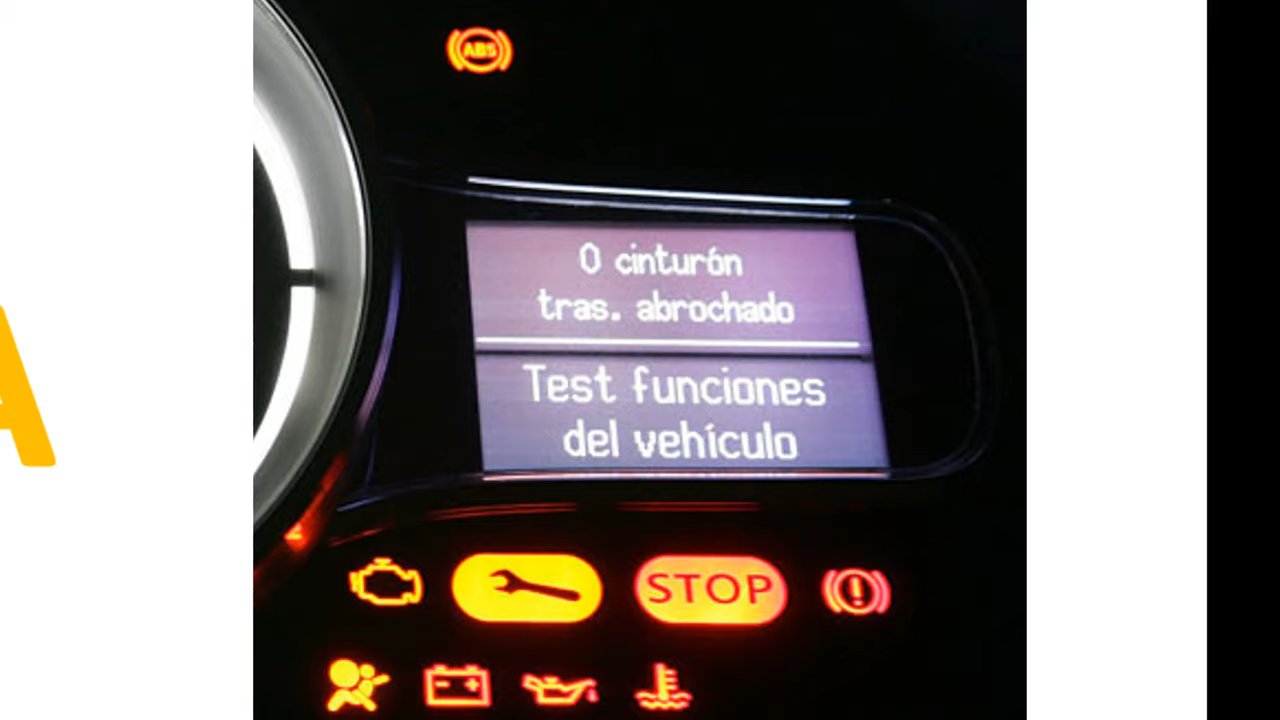 ABS
0 cinturón
tras. abrochado
Test funciones
del vehículo
STOP
A